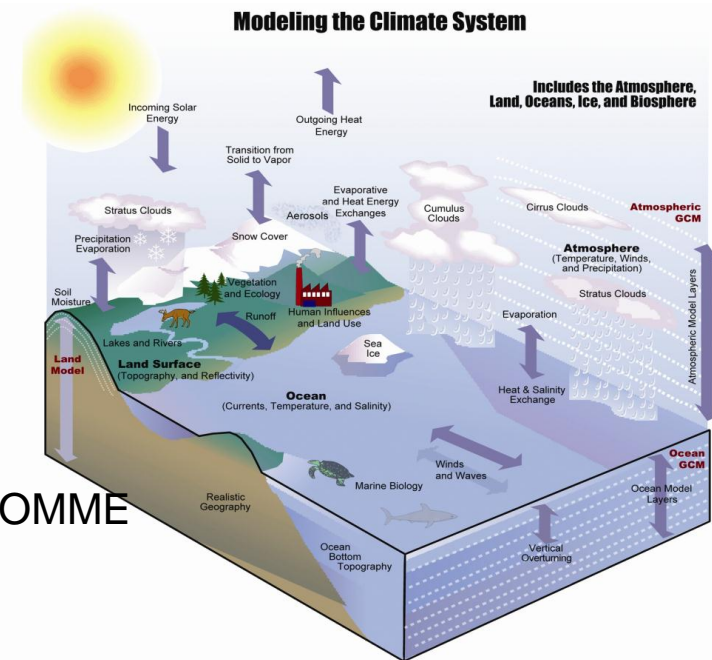 Modeling the Climate System
Includes the Atmosphere,
Land, Oceans, Ice, and Biosphere
Incoming Solar
Energy
Outgoing Heat
Energy
Transition from
Solid to Vapor
Evaporative
and Heat Energy
Exchanges
Stratus Clouds
Aerosols
Cumulus
Clouds
Cirrus Clouds
Atmospheric
GCM
Snow Cover
Precipitation
Evaporation
Atmosphere
(Temperature, Winds,
and Precipitation)
Stratus Clouds
Atmospheric Model Layers
Soil
Moisture
Vegetation
and Ecology
Human Influences
and Land Use
Runoff
Evaporation
Lakes and Rivers
Sea
Ice
Land
Model
Land Surface
(Topography, and Reflectivity)
Heat & Salinity
Exchange
Ocean
(Currents, Temperature, and Salinity)
Ocean
GCM
Winds
and Waves
Marine Biology
Ocean Model
Layers
OMME
Realistic
Geography
Vertical
Overturning
Ocean
Bottom
Topography